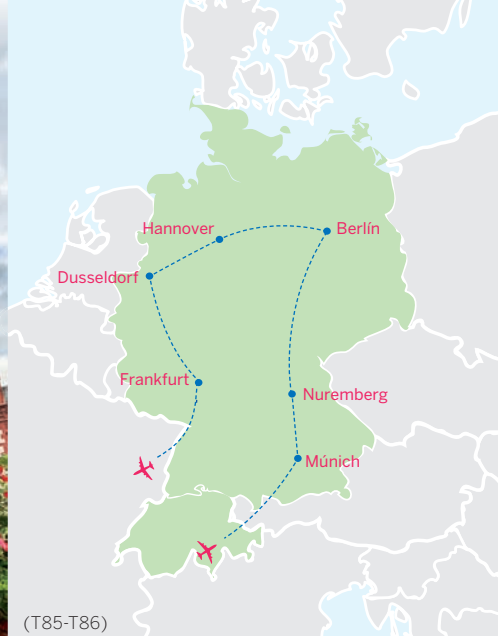 Hannover
Berlín
Dusseldorf
Frankfurt
Nuremberg
Múnich
(T85-T86)